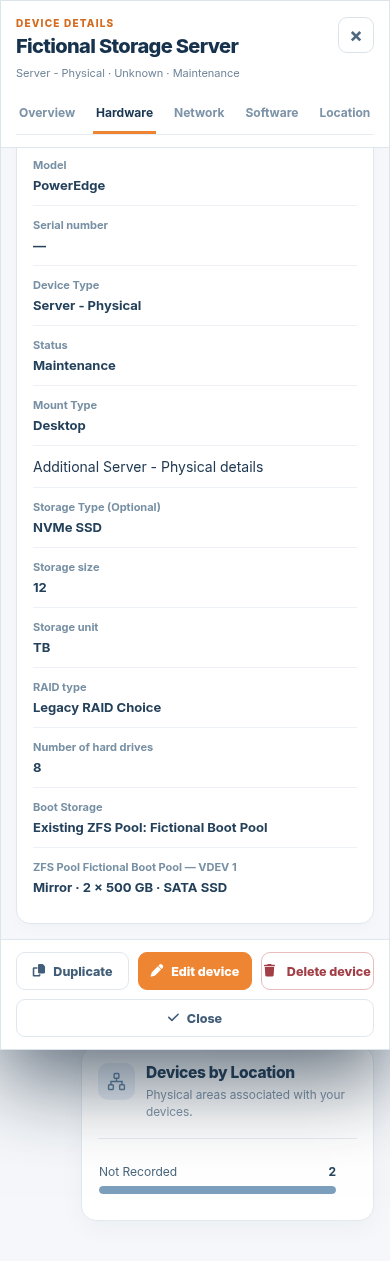 DEVICE DETAILS
Fictional Storage Server
Server - Physical · Unknown · Maintenance
Overview Hardware Network Software Location
Model
PowerEdge
Serial number
—
Device Type
Server - Physical
Status
Maintenance
Mount Type
Desktop
Additional Server - Physical details
Storage Type (Optional)
NVMe SSD
Storage size
12
Storage unit
TB
RAID type
Legacy RAID Choice
Number of hard drives
8
Boot Storage
Existing ZFS Pool: Fictional Boot Pool
ZFS Pool Fictional Boot Pool — VDEV 1
Mirror · 2 × 500 GB · SATA SSD
Duplicate Edit device Delete device
Close
Devices by Location
Physical areas associated with your
devices.
Not Recorded 2